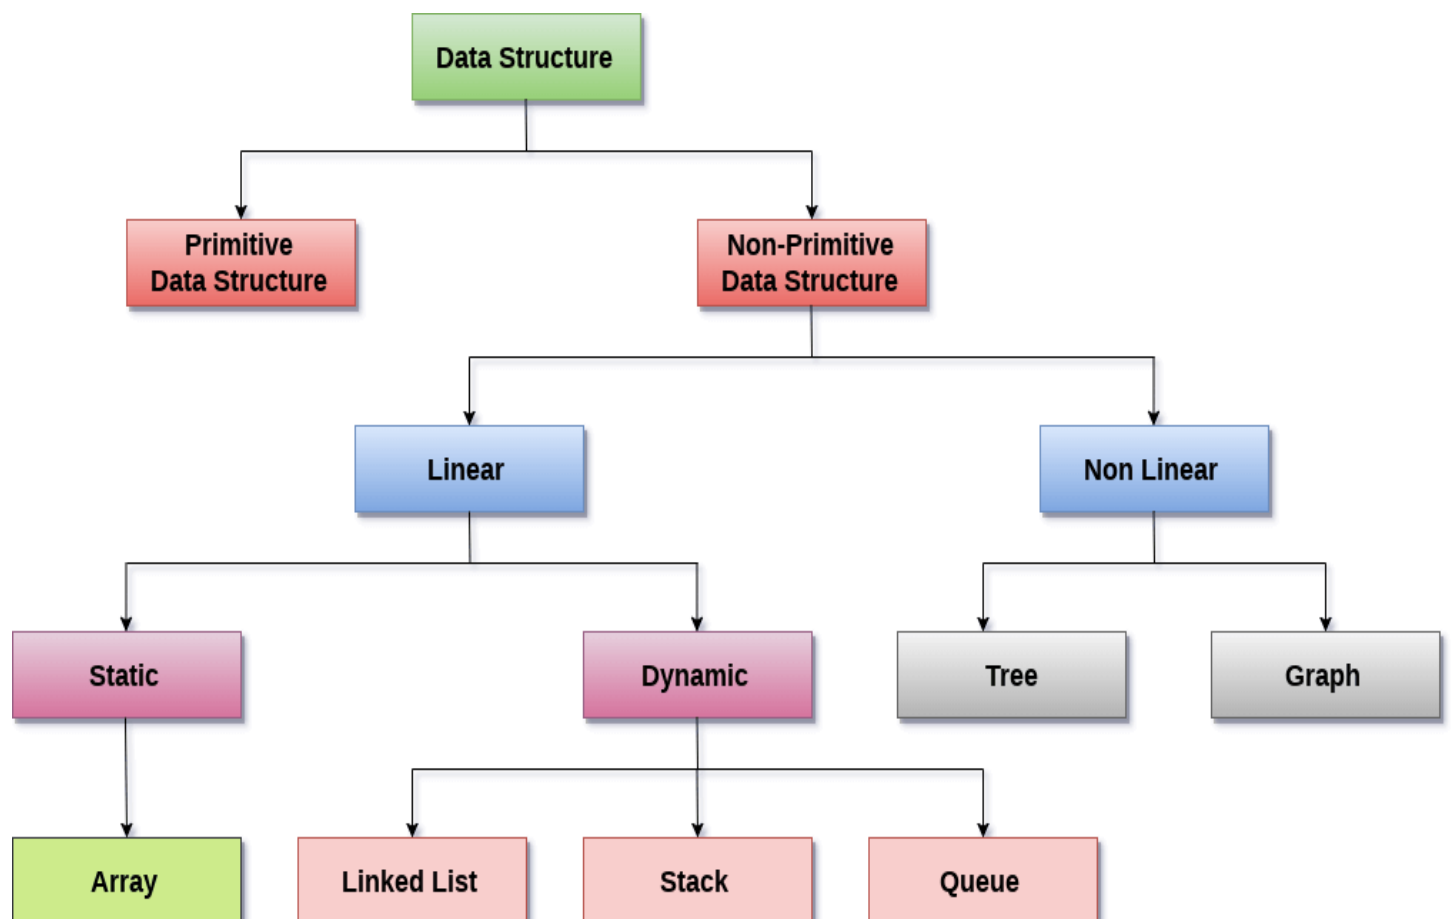 Data Structure
Primitive
Data Structure
Non-Primitive
Data Structure
Linear
Non Linear
Static
Dynamic
Tree
Graph
Array
Linked List
Stack
Queue